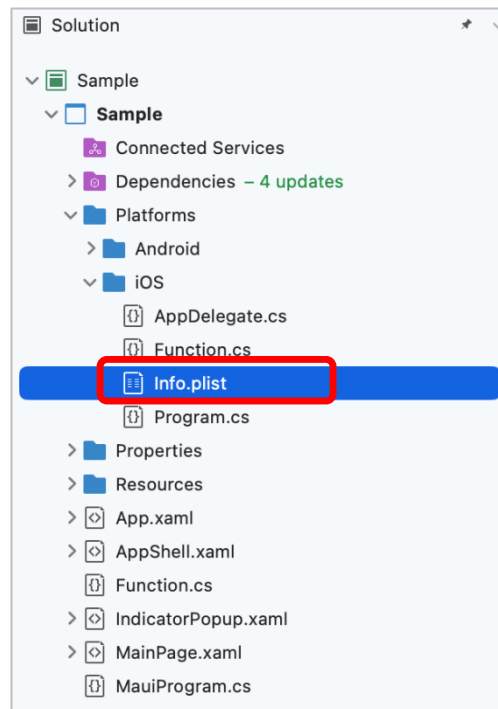 Solution
Sample
Sample
Connected Services
Dependencies – 4 updates
Platforms
Android
iOS
AppDelegate.cs
Function.cs
Info.plist
Program.cs
Properties
Resources
App.xaml
AppShell.xaml
Function.cs
IndicatorPopup.xaml
MainPage.xaml
MauiProgram.cs